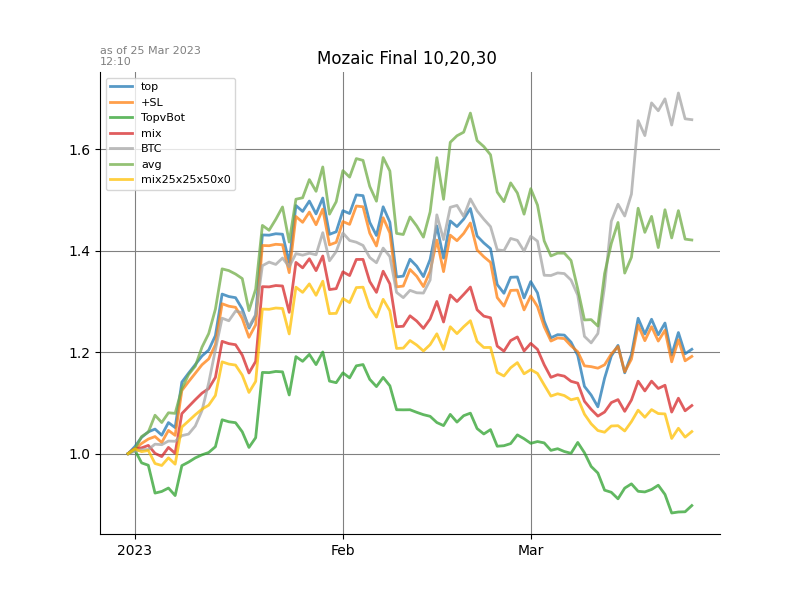 as of 25 Mar 2023
12:10
Mozaic Final 10,20,30
top
+SL
TopvBot
mix
BTC
avg
mix25x25x50x0
1.6
1.4
1.2
1.0
2023
Feb
Mar